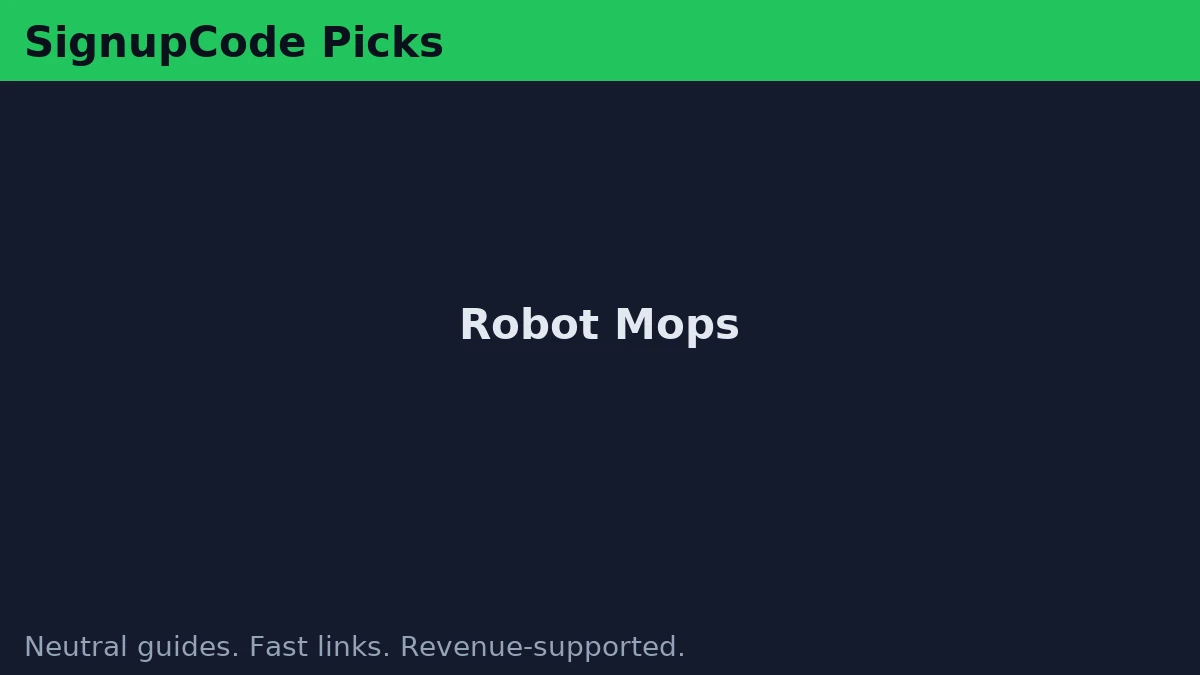 SignupCode Picks
Robot Mops
Neutral guides. Fast links. Revenue-supported.